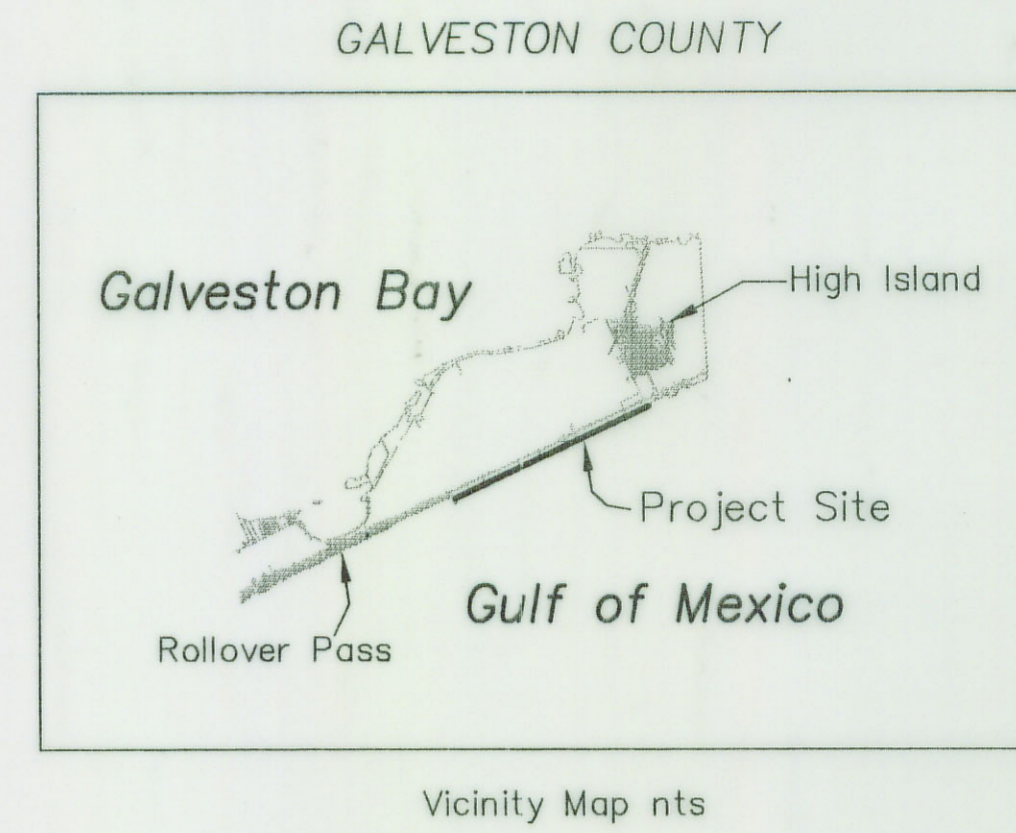 GALVESTON COUNTY
Galveston Bay
High Island
Project Site
Gulf of Mexico
Rollover Pass
Vicinity Map nts